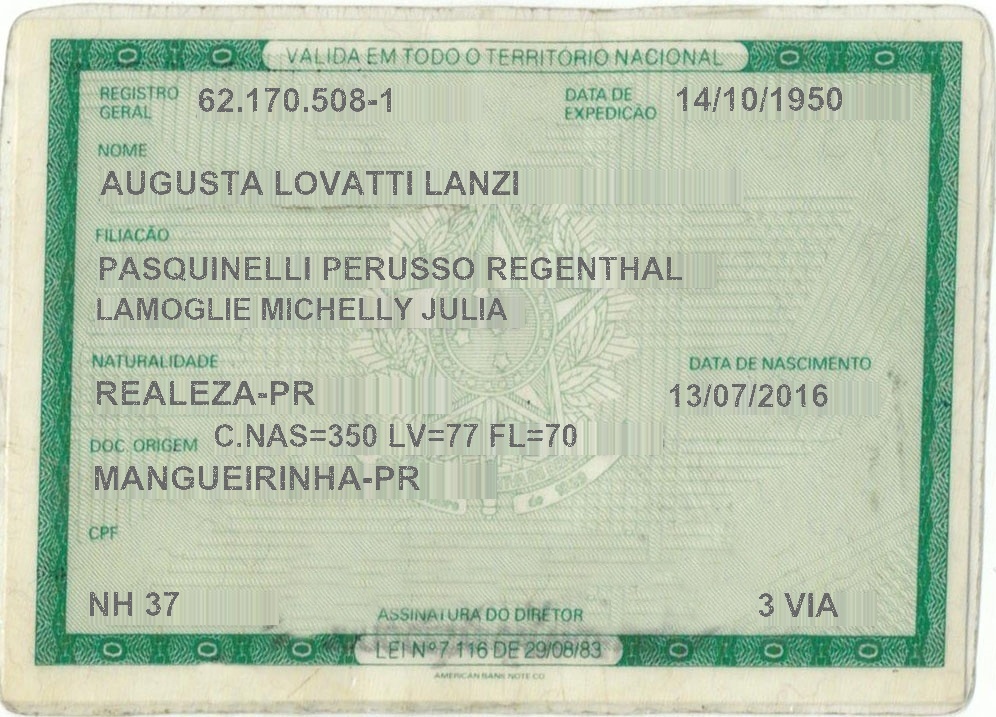 VÁLIDA EM TODO O TERRITÓRIO NACIONAL
REGISTRO GERAL 62.170.508-1 DATA DE EXPEDIÇÃO 14/10/1950
NOME
AUGUSTA LOVATTI LANZI
FILIAÇÃO
PASQUINELLI PERUSSO REGENTHAL
LAMOGLIE MICHELLY JULIA
NATURALIDADE DATA DE NASCIMENTO
REALEZA-PR 13/07/2016
DOC ORIGEM C.NAS=350 LV=77 FL=70
MANGUEIRINHA-PR
CPF
NH 37 3 VIA
ASSINATURA DO DIRETOR
LEI Nº 7.116 DE 29/08/83
AMERICAN BANK NOTE CO